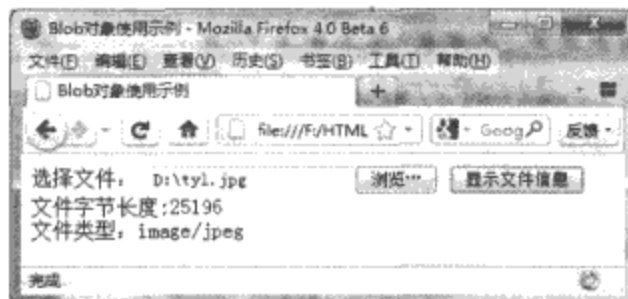 Blob对象使用示例 - Mozilla Firefox 4.0 Beta 6
文件(F) 编辑(E) 查看(V) 历史(S) 书签(B) 工具(T) 帮助(H)
Blob对象使用示例
file:///F:/HTML Goog 反馈
选择文件： D:\tyl.jpg 浏览… 显示文件信息
文件字节长度:25196
文件类型：image/jpeg
完成